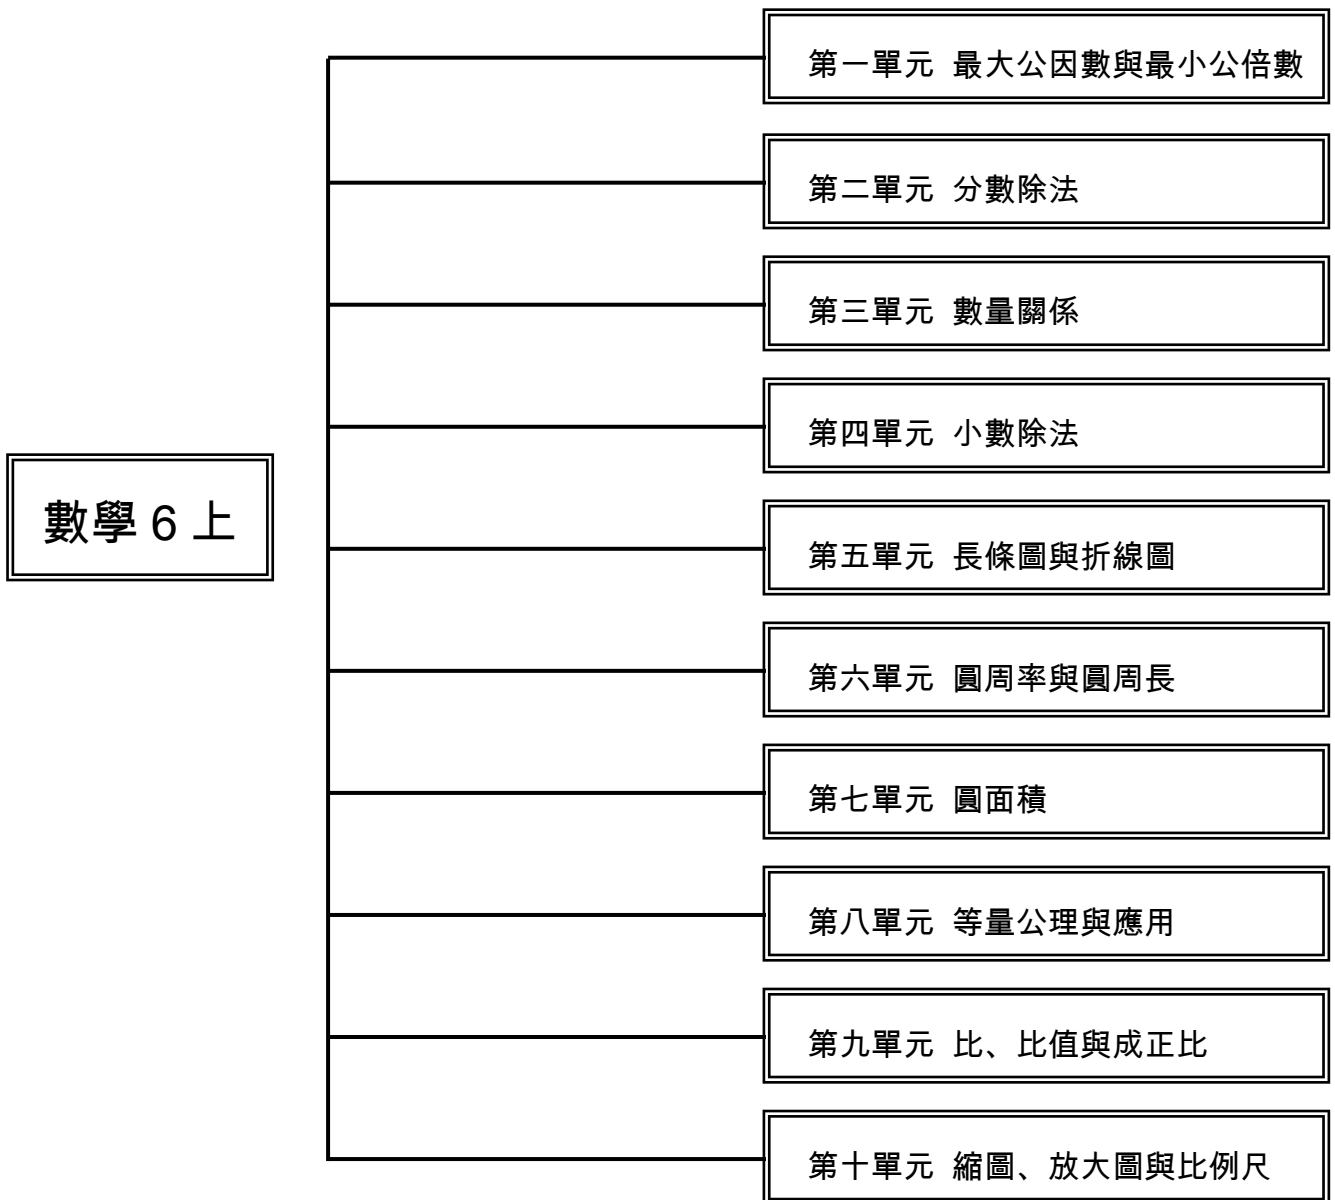 第一單元 最大公因數與最小公倍數
第二單元 分數除法
第三單元 數量關係
第四單元 小數除法
數學 6 上
第五單元 長條圖與折線圖
第六單元 圓周率與圓周長
第七單元 圓面積
第八單元 等量公理與應用
第九單元 比、比值與成正比
第十單元 縮圖、放大圖與比例尺